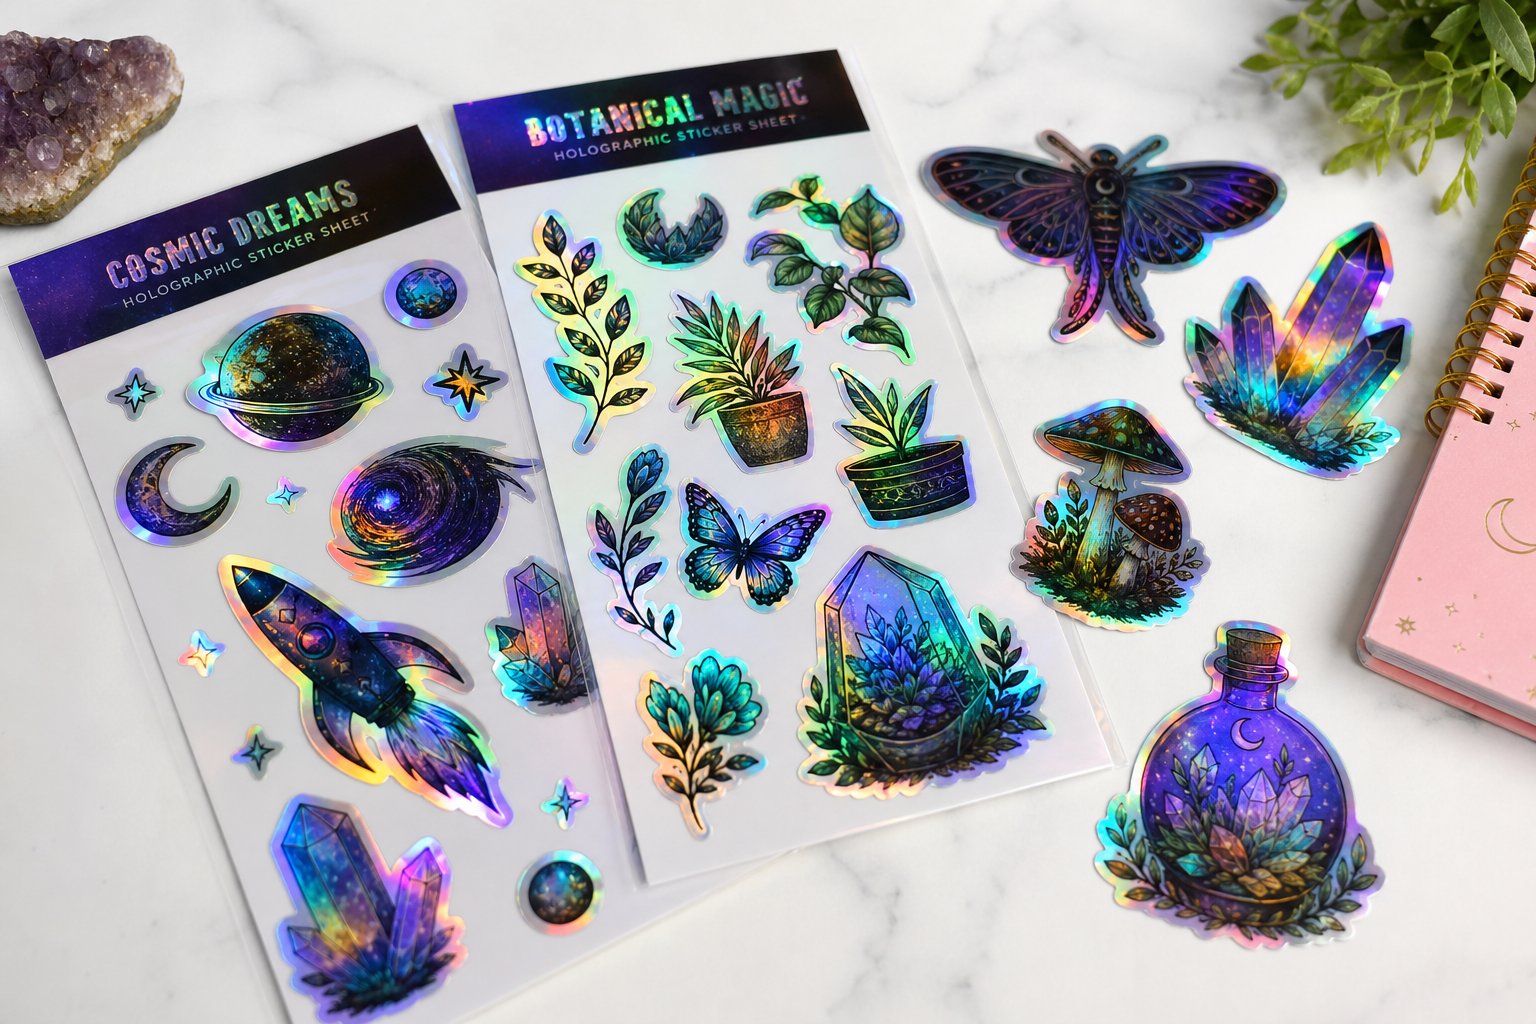 COSMIC DREAMS
- HOLOGRAPHIC STICKER SHEET -
BOTANICAL MAGIC
HOLOGRAPHIC STICKER SHEET -